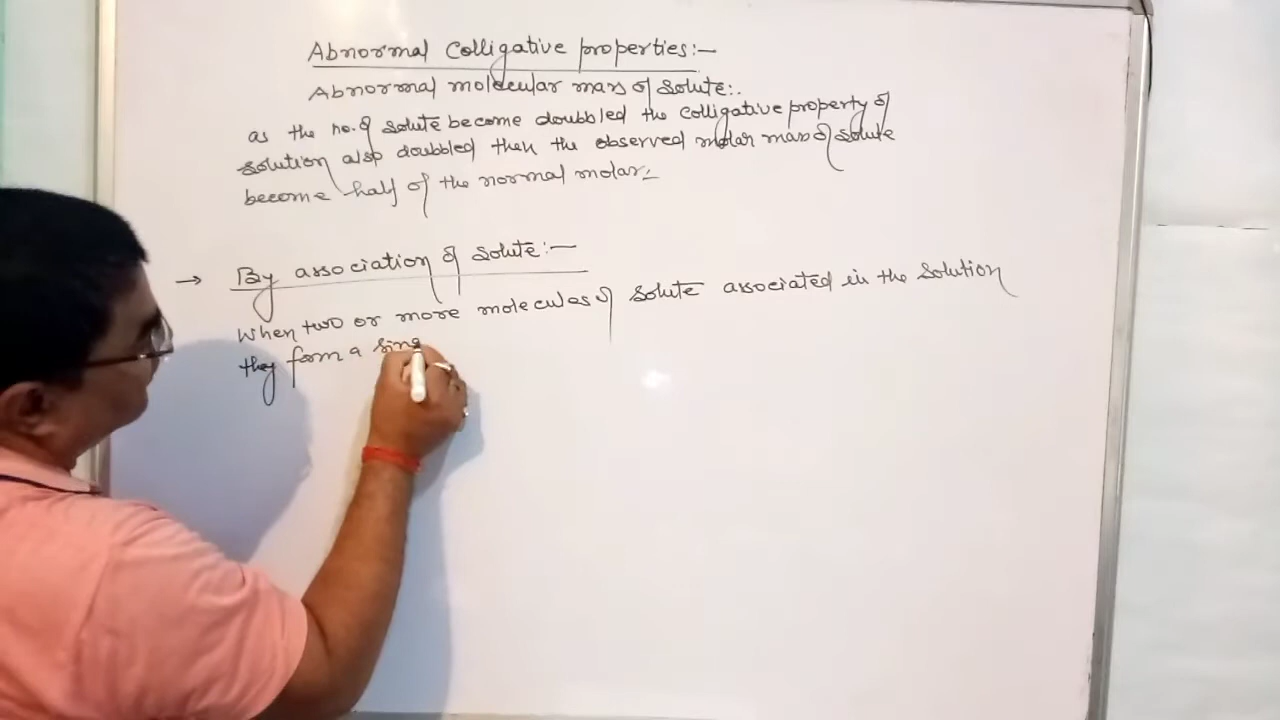 Abnormal Colligative properties:-
Abnormal molecular mass of solute:.
as the no. of solute become doubbled the colligative property of
solution also doubbled then the observed molar mass of solute
become half of the normal molar.
→ By association of solute:-
When two or more molecules of solute associated in the solution
they form a sing